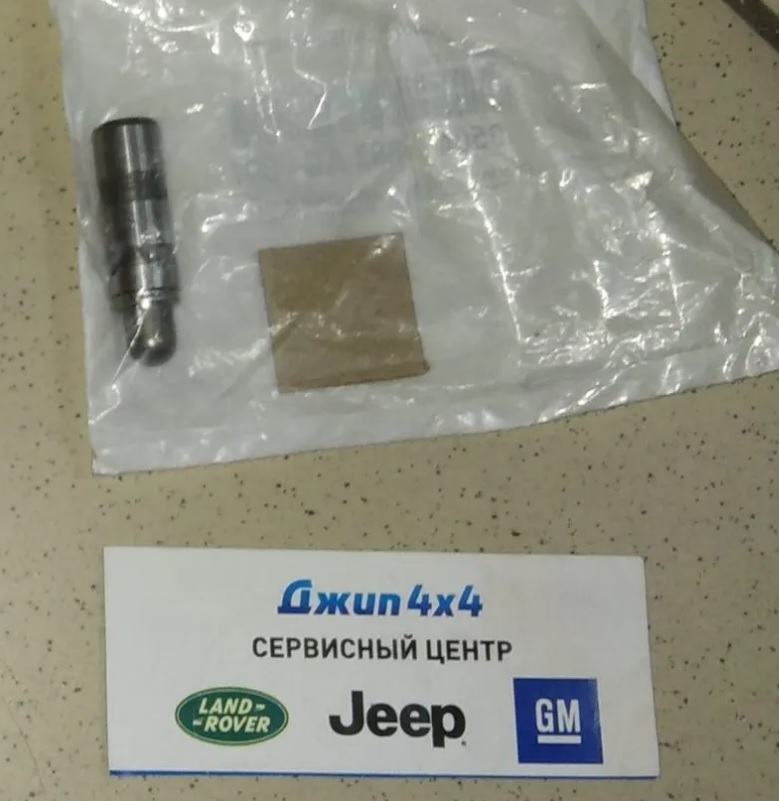 Джип 4x4
СЕРВИСНЫЙ ЦЕНТР
LAND-
-ROVER
Jeep
GM